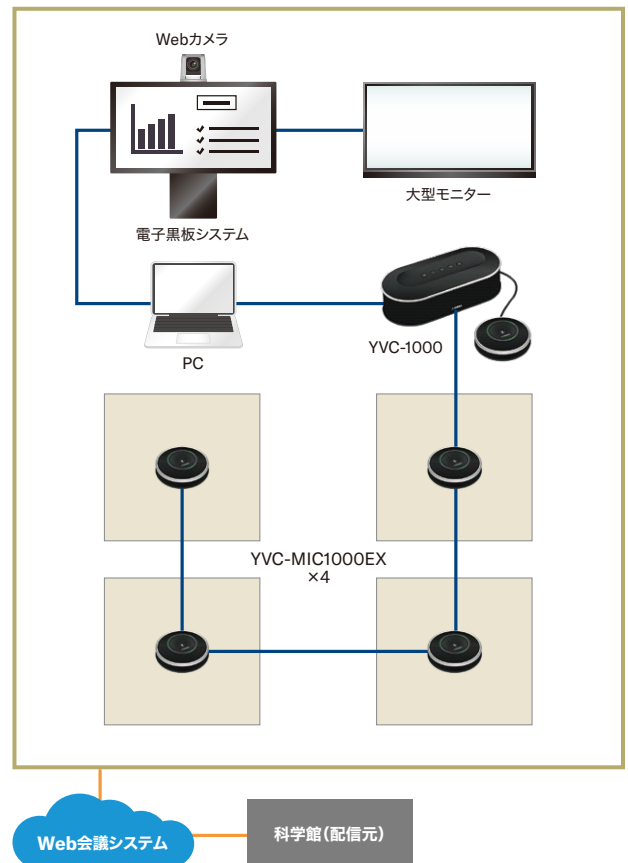 Webカメラ
電子黒板システム
大型モニター
PC
YVC-1000
YVC-MIC1000EX
×4
Web会議システム
科学館(配信元)